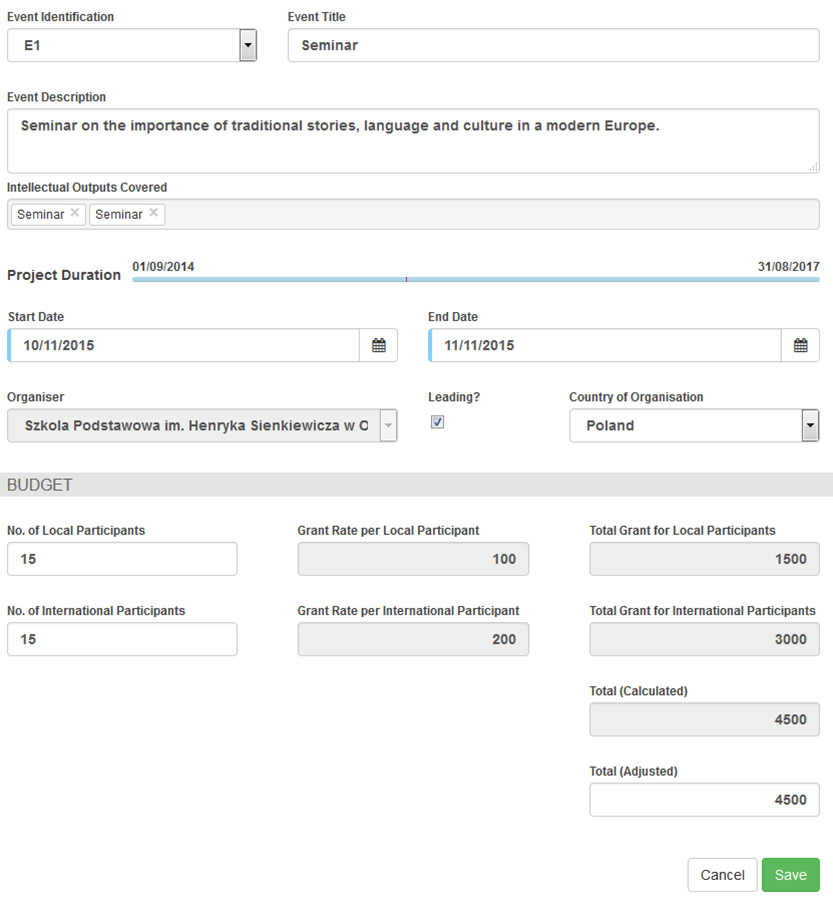 Event Identification Event Title
E1 Seminar
Event Description
Seminar on the importance of traditional stories, language and culture in a modern Europe.
Intellectual Outputs Covered
Seminar × Seminar ×
01/09/2014 31/08/2017
Project Duration
Start Date End Date
10/11/2015 11/11/2015
Organiser Leading? Country of Organisation
Szkola Podstawowa im. Henryka Sienkiewicza w O Poland
BUDGET
No. of Local Participants Grant Rate per Local Participant Total Grant for Local Participants
15 100 1500
No. of International Participants Grant Rate per International Participant Total Grant for International Participants
15 200 3000
Total (Calculated)
4500
Total (Adjusted)
4500
Cancel Save